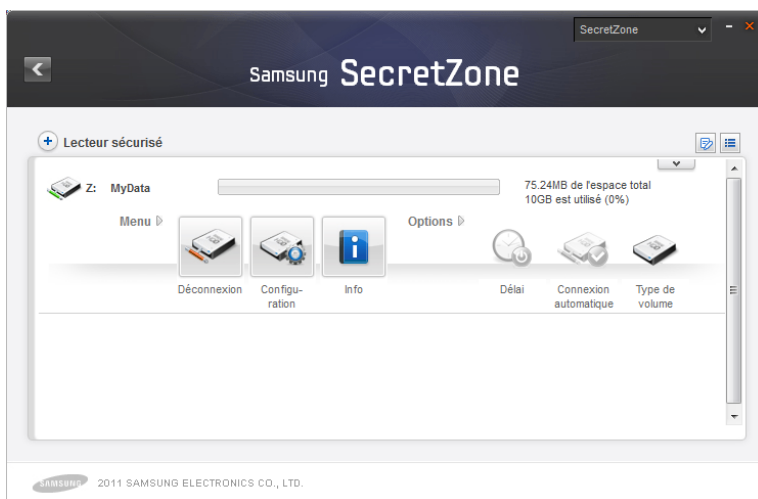 SecretZone
Samsung SecretZone
Lecteur sécurisé
Z: MyData
75.24MB de l'espace total
10GB est utilisé (0%)
Menu
Options
Déconnexion
Configu-
ration
Info
Délai
Connexion
automatique
Type de
volume
SAMSUNG 2011 SAMSUNG ELECTRONICS CO., LTD.